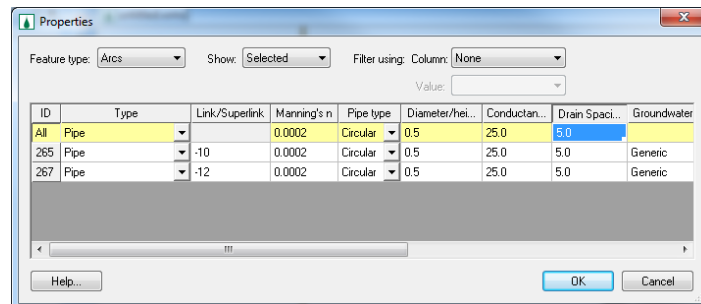 Properties
Feature type: Arcs Show: Selected Filter using: Column: None
Value:
ID Type Link/Superlink Manning's n Pipe type Diameter/hei... Conductan... Drain Spaci... Groundwater
All Pipe 0.0002 Circular 0.5 25.0 5.0
265 Pipe -10 0.0002 Circular 0.5 25.0 5.0 Generic
267 Pipe -12 0.0002 Circular 0.5 25.0 5.0 Generic
Help... OK Cancel